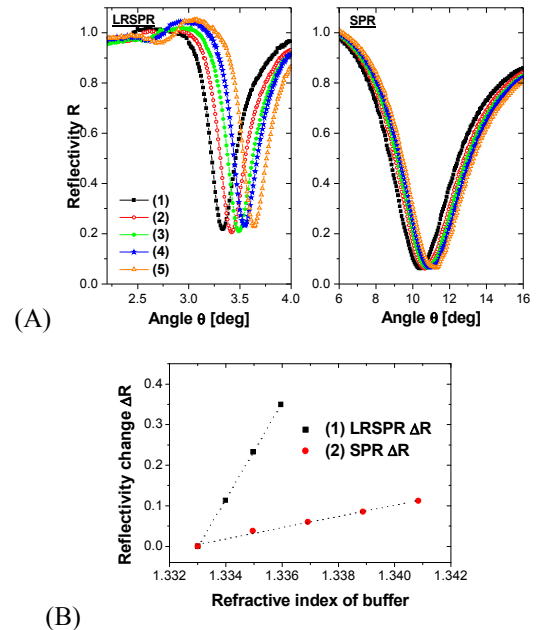 LRSPR
SPR
1.0
0.8
0.6
0.4
0.2
0.0
Reflectivity R
(1)
(2)
(3)
(4)
(5)
2.5 3.0 3.5 4.0
Angle θ [deg]
1.0
0.8
0.6
0.4
0.2
0.0
6 8 10 12 14 16
Angle θ [deg]
(A)
0.4
0.3
0.2
0.1
0.0
Reflectivity change ΔR
(1) LRSPR ΔR
(2) SPR ΔR
1.332 1.334 1.336 1.338 1.340 1.342
Refractive index of buffer
(B)